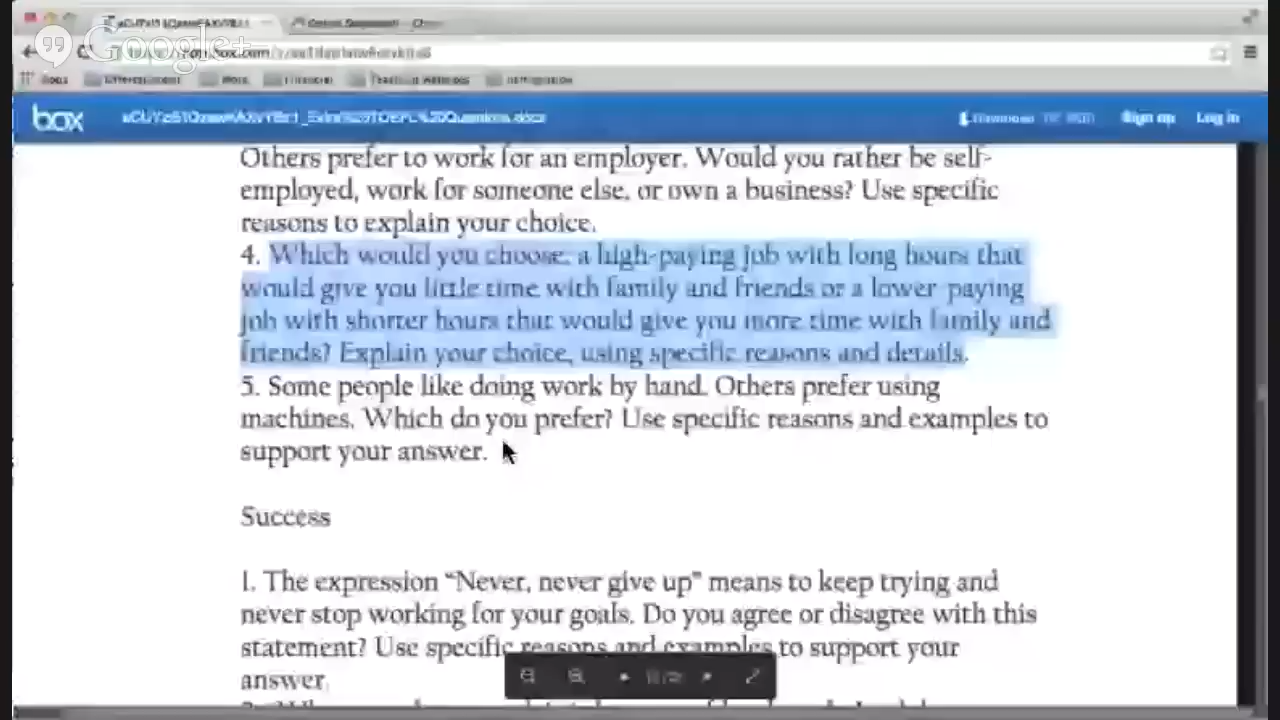 Google+
box
Download
Sign up
Log in
Others prefer to work for an employer. Would you rather be self-
employed, work for someone else, or own a business? Use specific
reasons to explain your choice.
4. Which would you choose, a high-paying job with long hours that
would give you little time with family and friends or a lower-paying
job with shorter hours that would give you more time with family and
friends? Explain your choice, using specific reasons and details.
5. Some people like doing work by hand. Others prefer using
machines. Which do you prefer? Use specific reasons and examples to
support your answer.
Success
1. The expression “Never, never give up” means to keep trying and
never stop working for your goals. Do you agree or disagree with this
statement? Use specific reasons and examples to support your
answer.